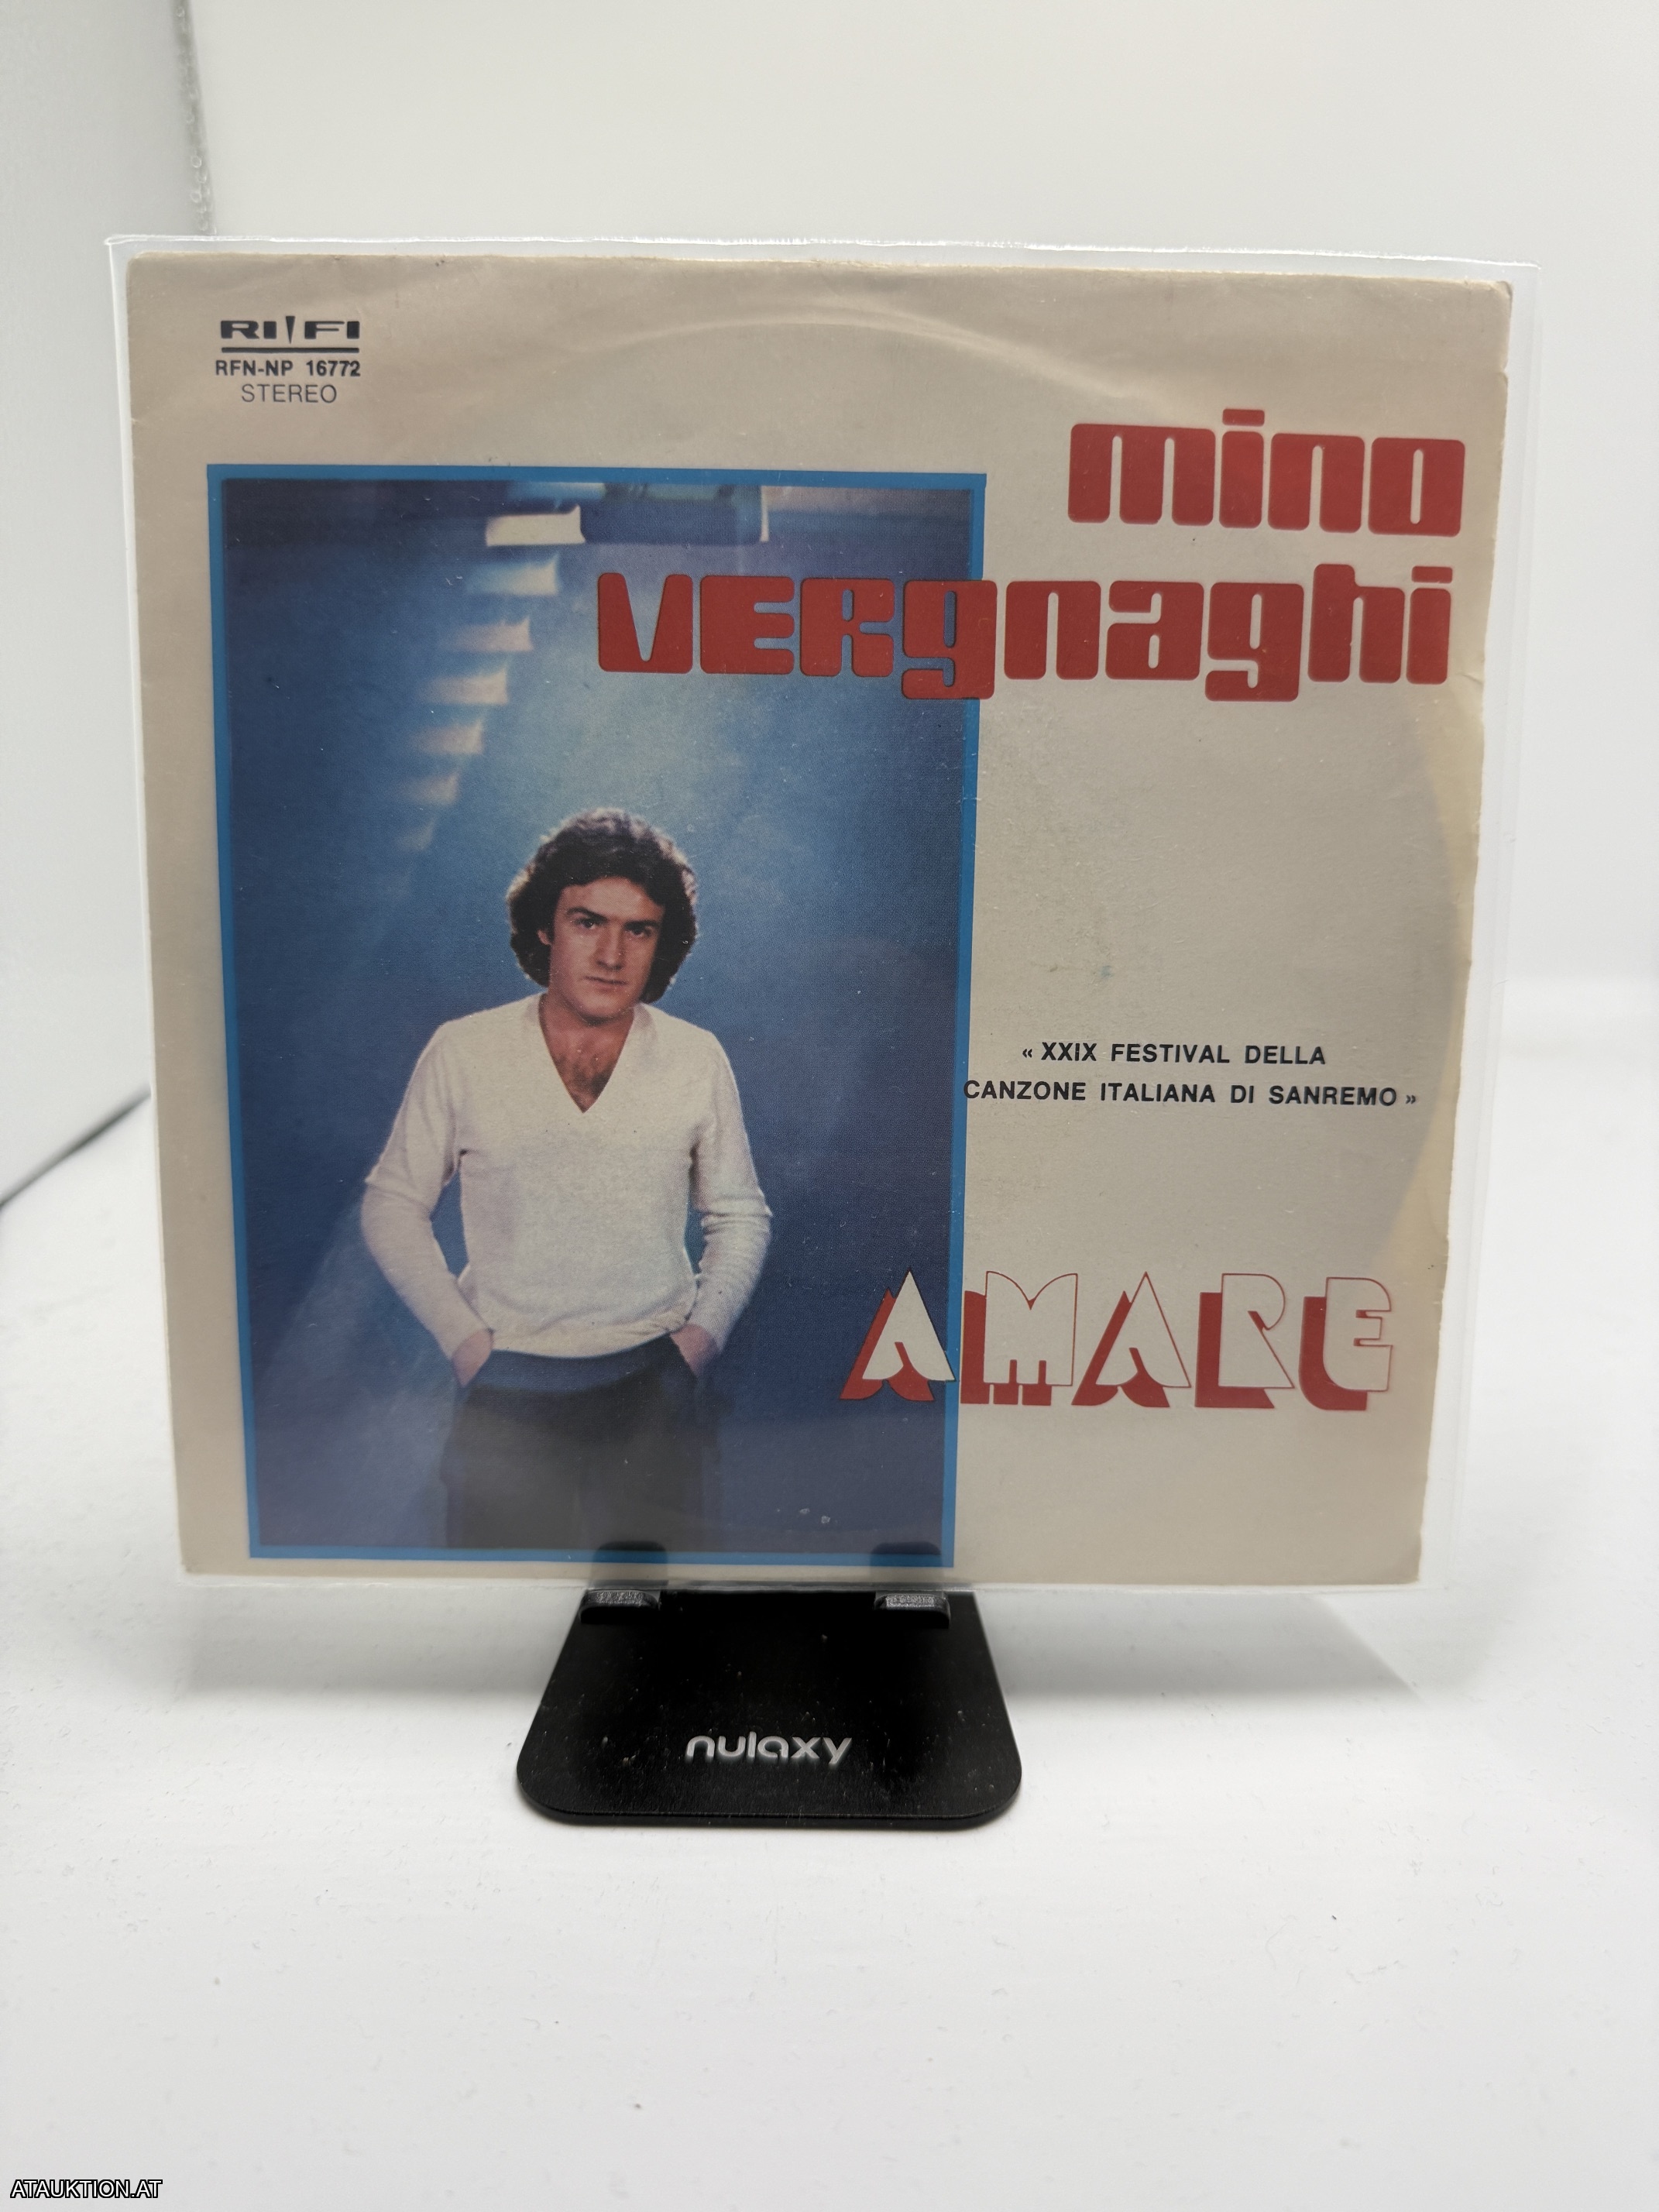 RI FI
RFN-NP 16772
STEREO
mino
VERgnaghi
« XXIX FESTIVAL DELLA
CANZONE ITALIANA DI SANREMO »
AMARE
nulaxy
ATAUKTION.AT